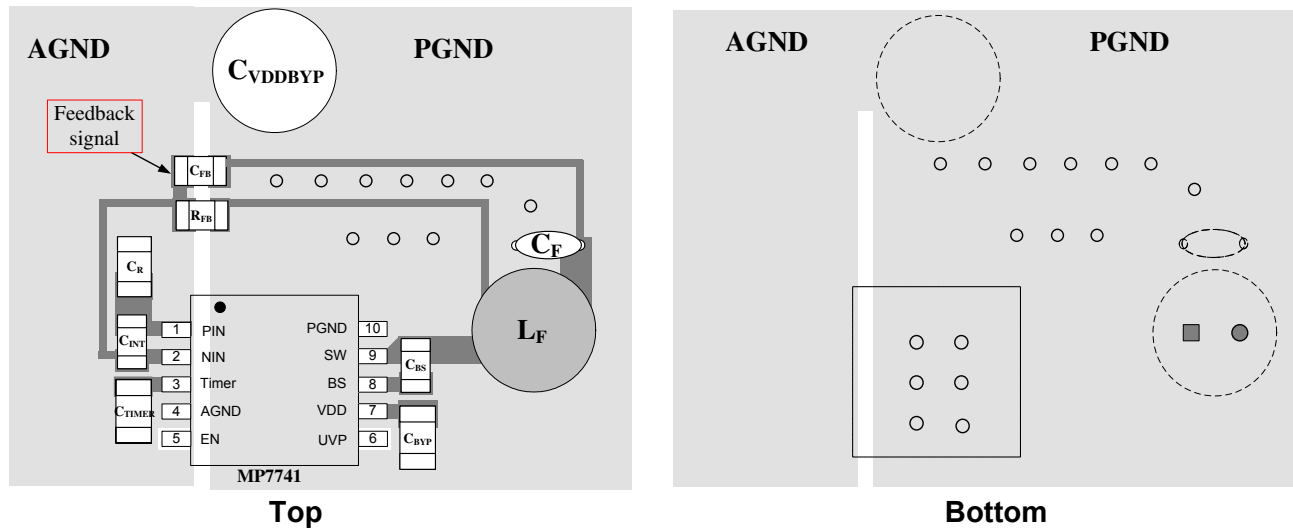 AGND
PGND
CVDDBYP
Feedback
signal
CFB
RFB
CF
CR
LF
CINT
CTIMER
1 PIN
2 NIN
3 Timer
4 AGND
5 EN
PGND 10
SW 9
BS 8
VDD 7
UVP 6
CBS
CBYP
MP7741
Top
AGND
PGND
Bottom